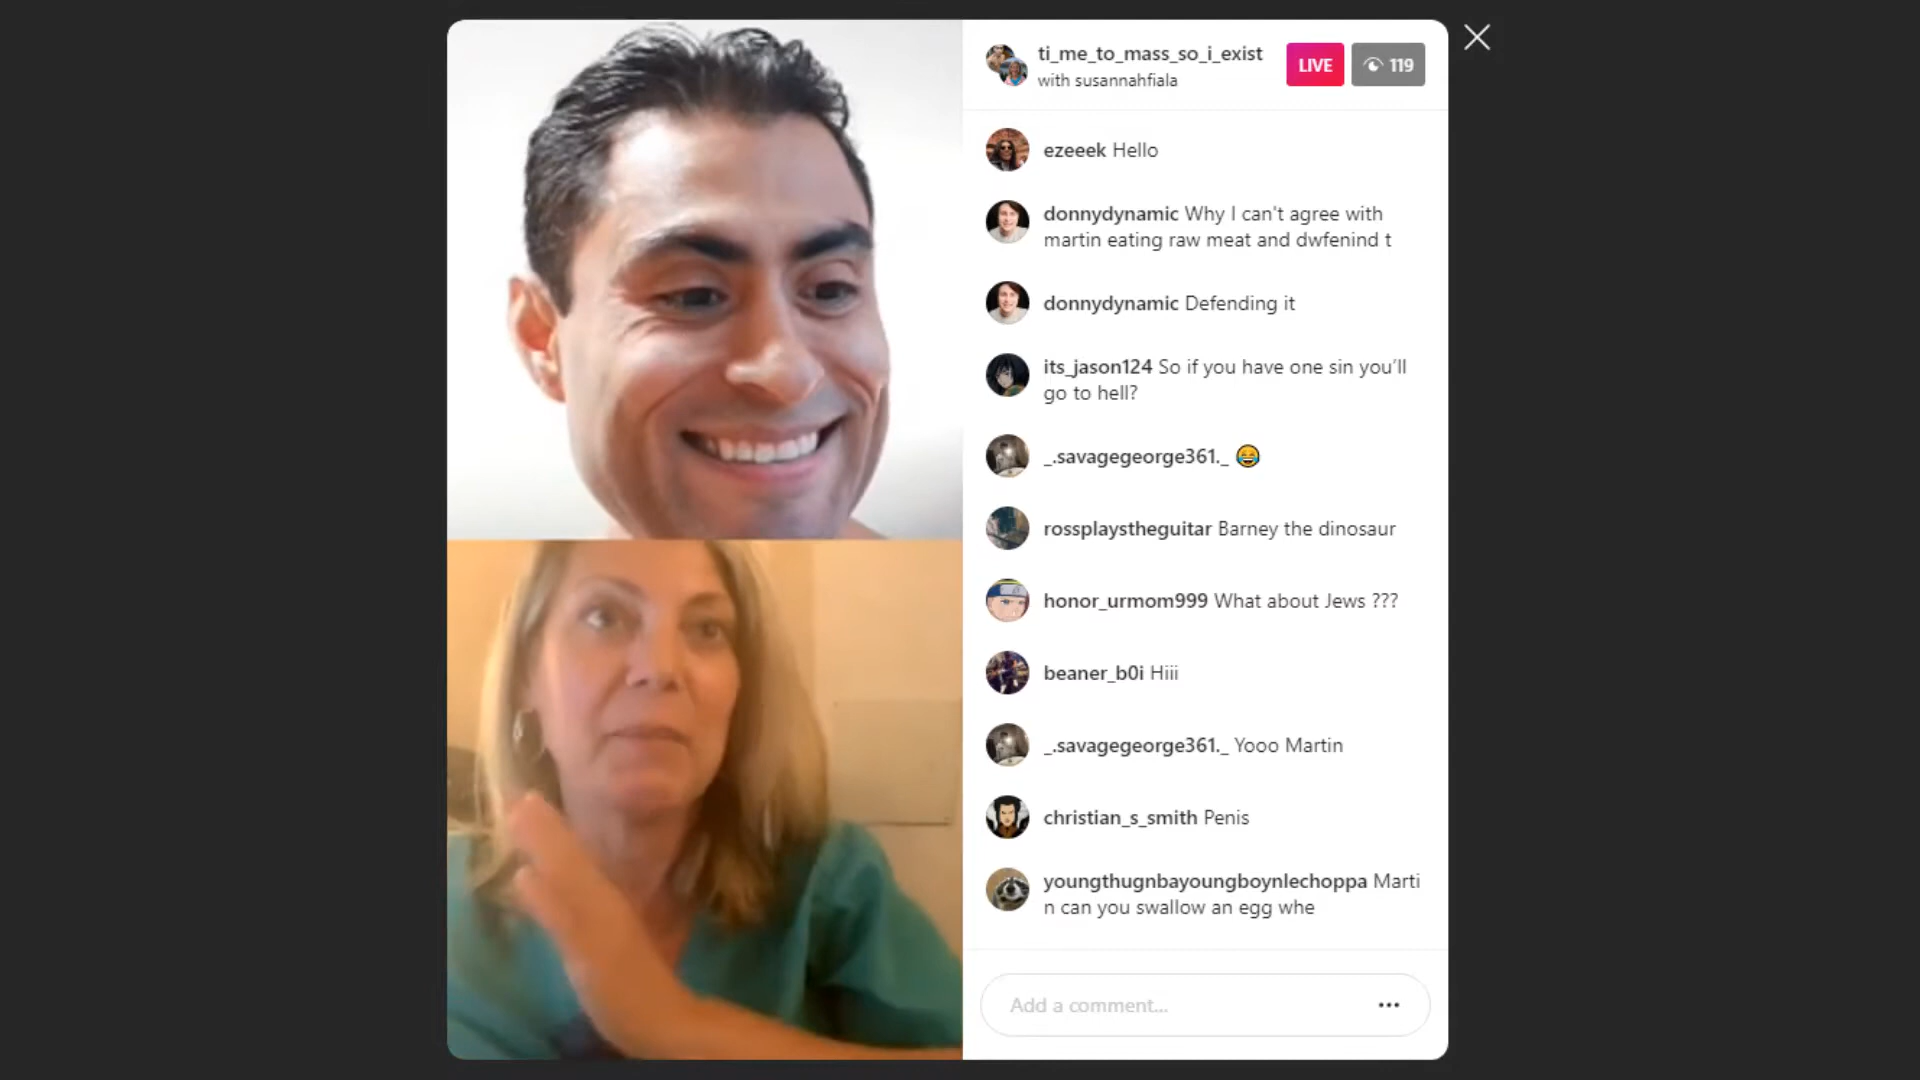 ti_me_to_mass_so_i_exist
with susannahfiala
LIVE
119
ezeeek Hello
donnydynamic Why I can't agree with
martin eating raw meat and dwfenind t
donnydynamic Defending it
its_jason124 So if you have one sin you'll
go to hell?
_.savagegeorge361._ 😂
rossplaystheguitar Barney the dinosaur
honor_urmom999 What about Jews ???
beaner_b0i Hiii
_.savagegeorge361._ Yooo Martin
christian_s_smith Penis
youngthugnbayoungboynlechoppa Marti
n can you swallow an egg whe
Add a comment...